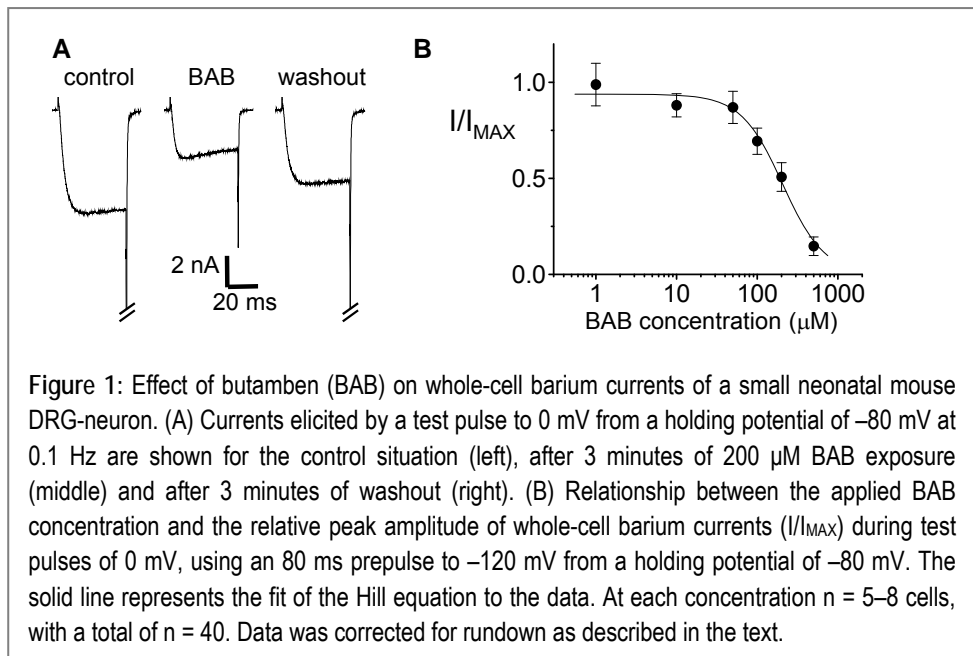 A
B
control
BAB
washout
2 nA
20 ms
I/IMAX
1.0
0.5
0.0
1
10
100
1000
BAB concentration (μM)
Figure 1: Effect of butamben (BAB) on whole-cell barium currents of a small neonatal mouse
DRG-neuron. (A) Currents elicited by a test pulse to 0 mV from a holding potential of –80 mV at
0.1 Hz are shown for the control situation (left), after 3 minutes of 200 µM BAB exposure
(middle) and after 3 minutes of washout (right). (B) Relationship between the applied BAB
concentration and the relative peak amplitude of whole-cell barium currents (I/IMAX) during test
pulses of 0 mV, using an 80 ms prepulse to –120 mV from a holding potential of –80 mV. The
solid line represents the fit of the Hill equation to the data. At each concentration n = 5–8 cells,
with a total of n = 40. Data was corrected for rundown as described in the text.